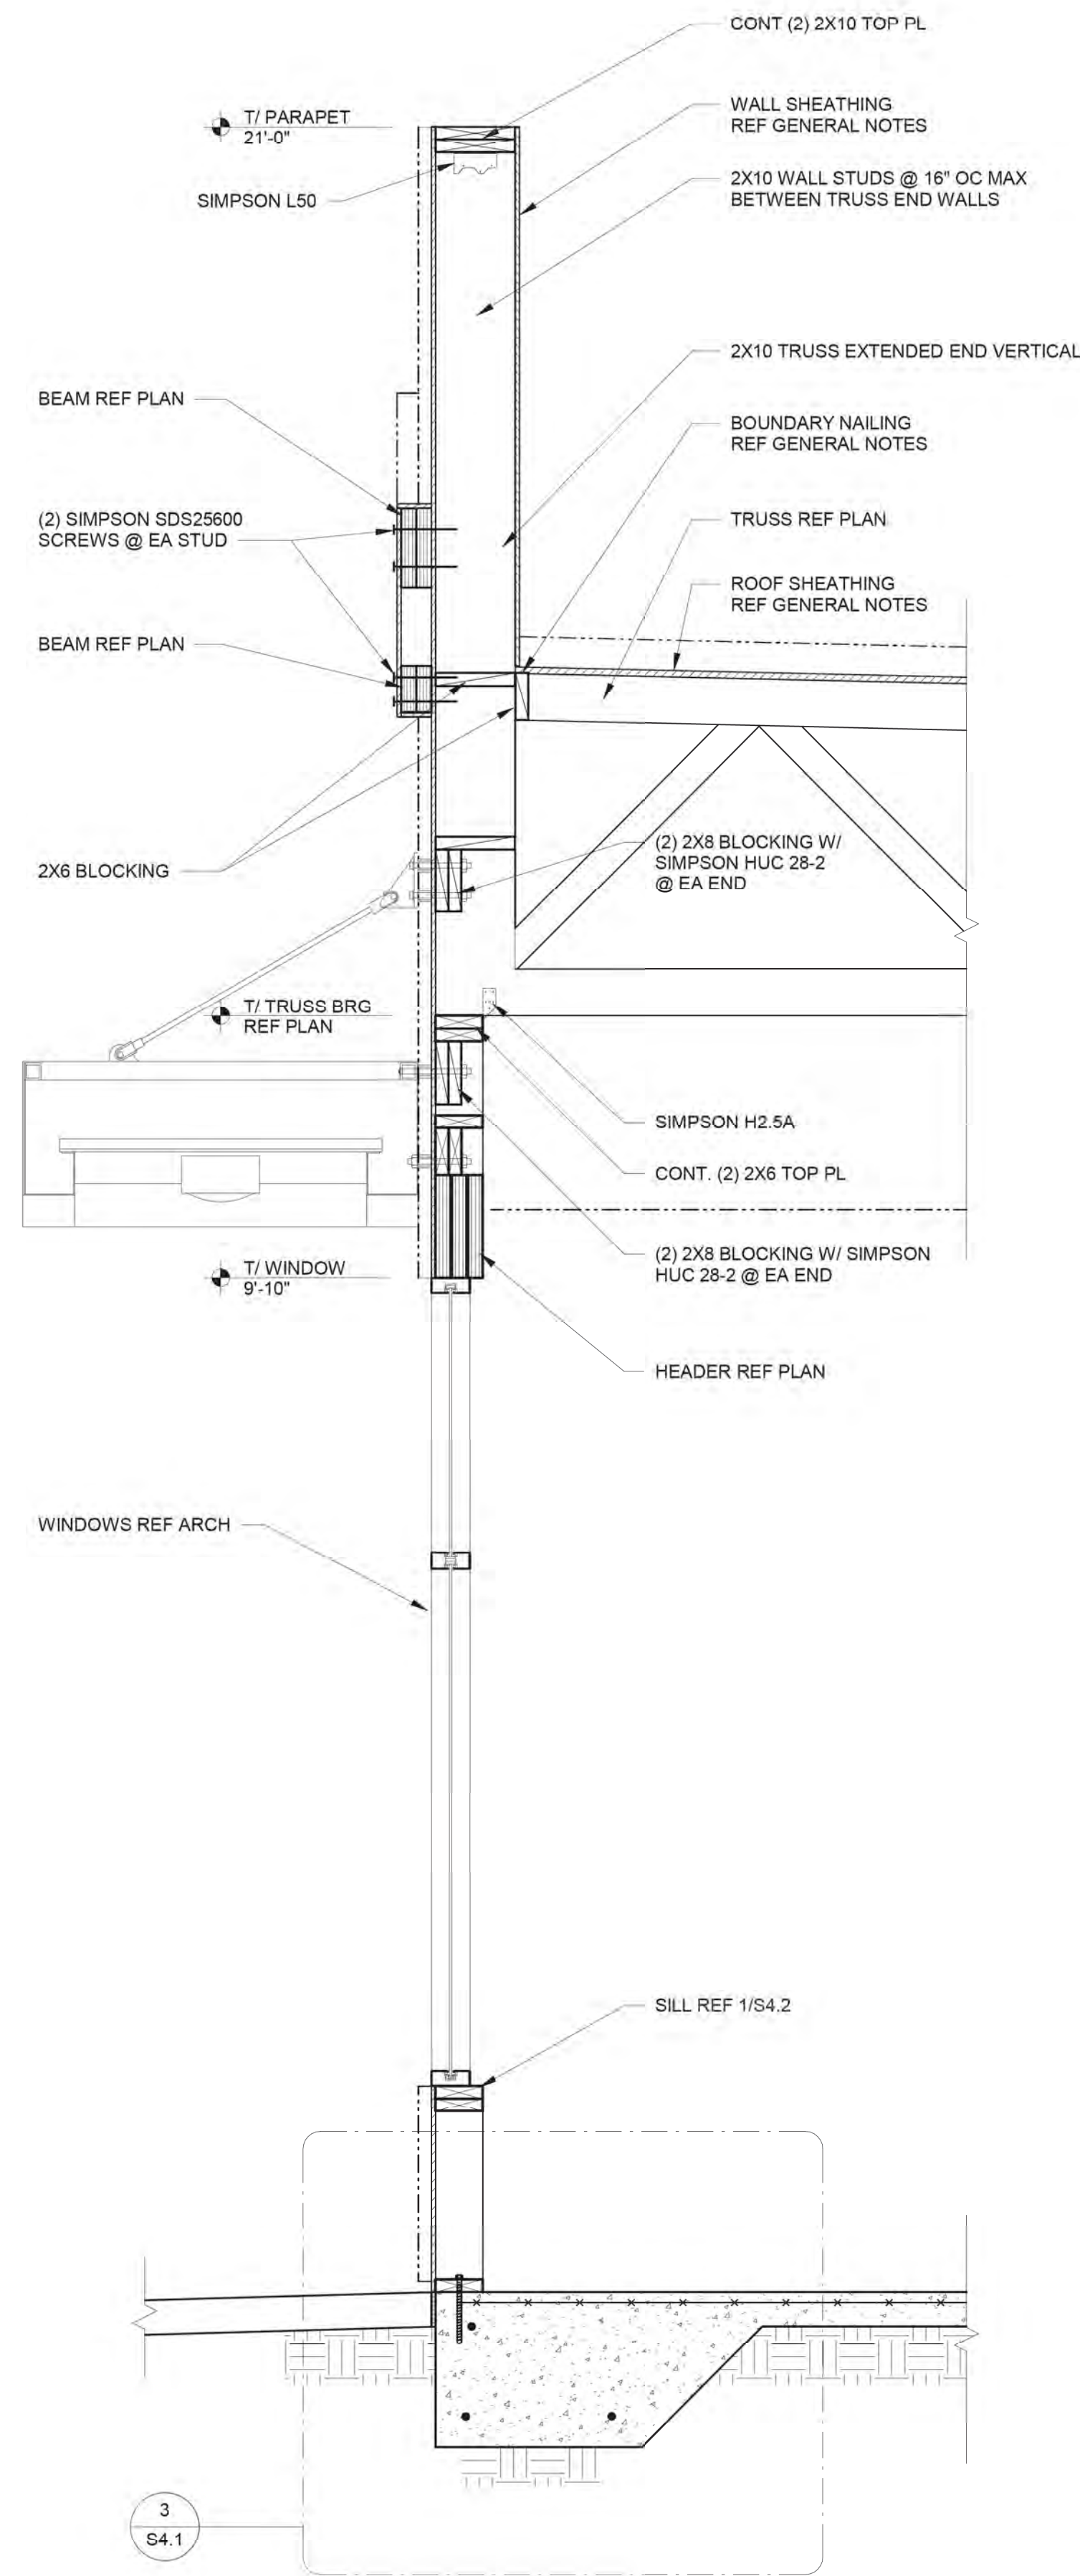 CONT (2) 2X10 TOP PL
T/ PARAPET
21'-0"
WALL SHEATHING
REF GENERAL NOTES
SIMPSON L50
2X10 WALL STUDS @ 16" OC MAX
BETWEEN TRUSS END WALLS
2X10 TRUSS EXTENDED END VERTICAL
BEAM REF PLAN
BOUNDARY NAILING
REF GENERAL NOTES
(2) SIMPSON SDS25600
SCREWS @ EA STUD
TRUSS REF PLAN
ROOF SHEATHING
REF GENERAL NOTES
BEAM REF PLAN
2X6 BLOCKING
(2) 2X8 BLOCKING W/
SIMPSON HUC 28-2
@ EA END
T/ TRUSS BRG
REF PLAN
SIMPSON H2.5A
CONT. (2) 2X6 TOP PL
(2) 2X8 BLOCKING W/ SIMPSON
HUC 28-2 @ EA END
T/ WINDOW
9'-10"
HEADER REF PLAN
WINDOWS REF ARCH
SILL REF 1/S4.2
3
S4.1